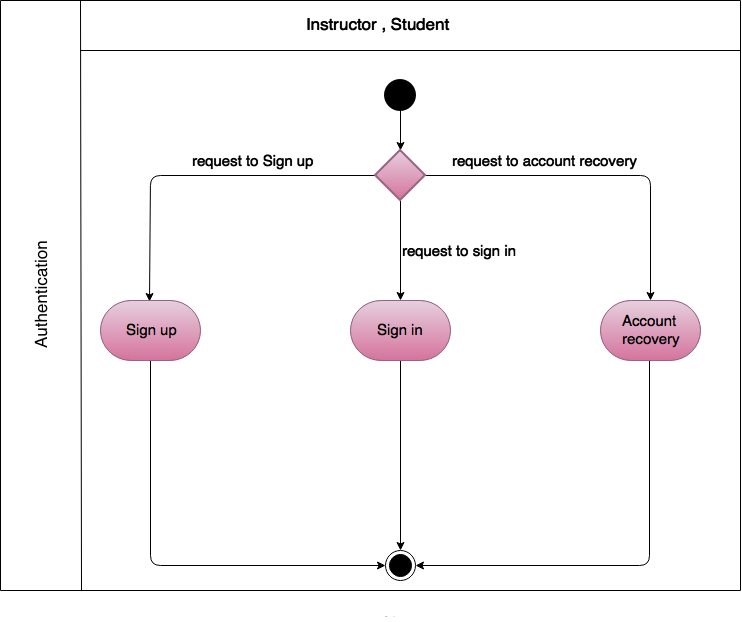 Instructor , Student
request to Sign up
request to account recovery
request to sign in
Authentication
Sign up
Sign in
Account
recovery